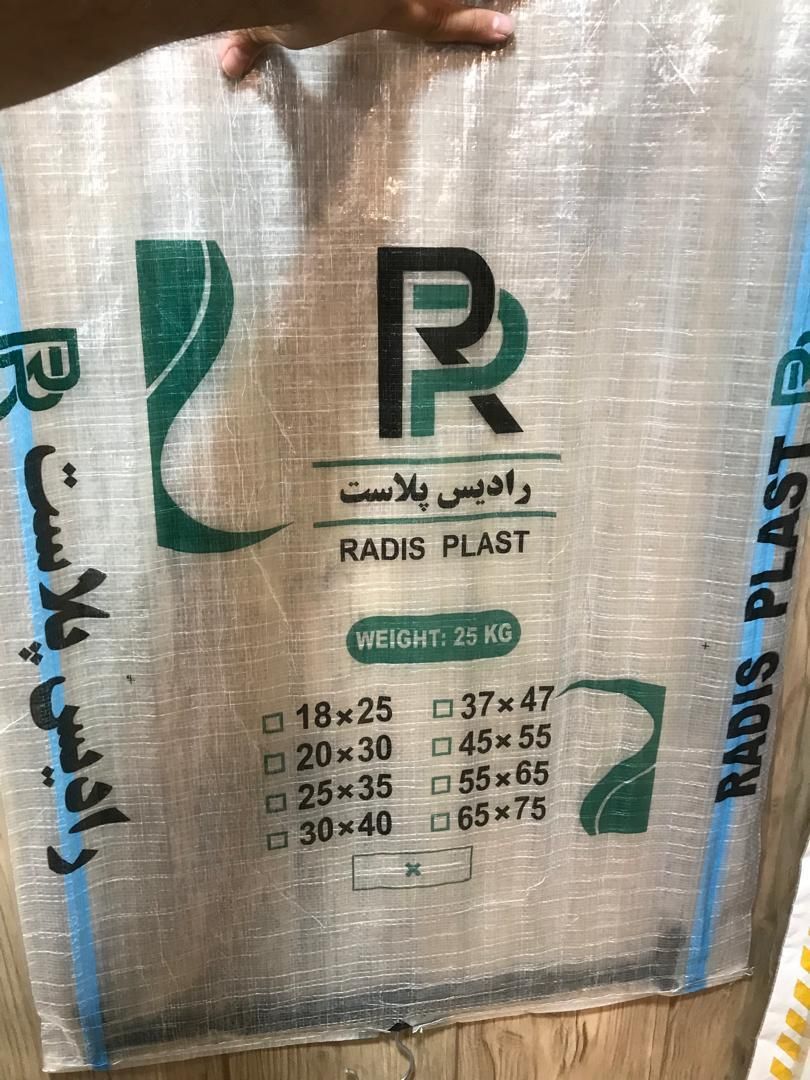 رادیس پلاست
RADIS PLAST
WEIGHT: 25 KG
□ 18×25
□ 20×30
□ 25×35
□ 30×40
□ 37×47
□ 45×55
□ 55×65
□ 65×75
×
رادیس پلاست
RADIS PLAST